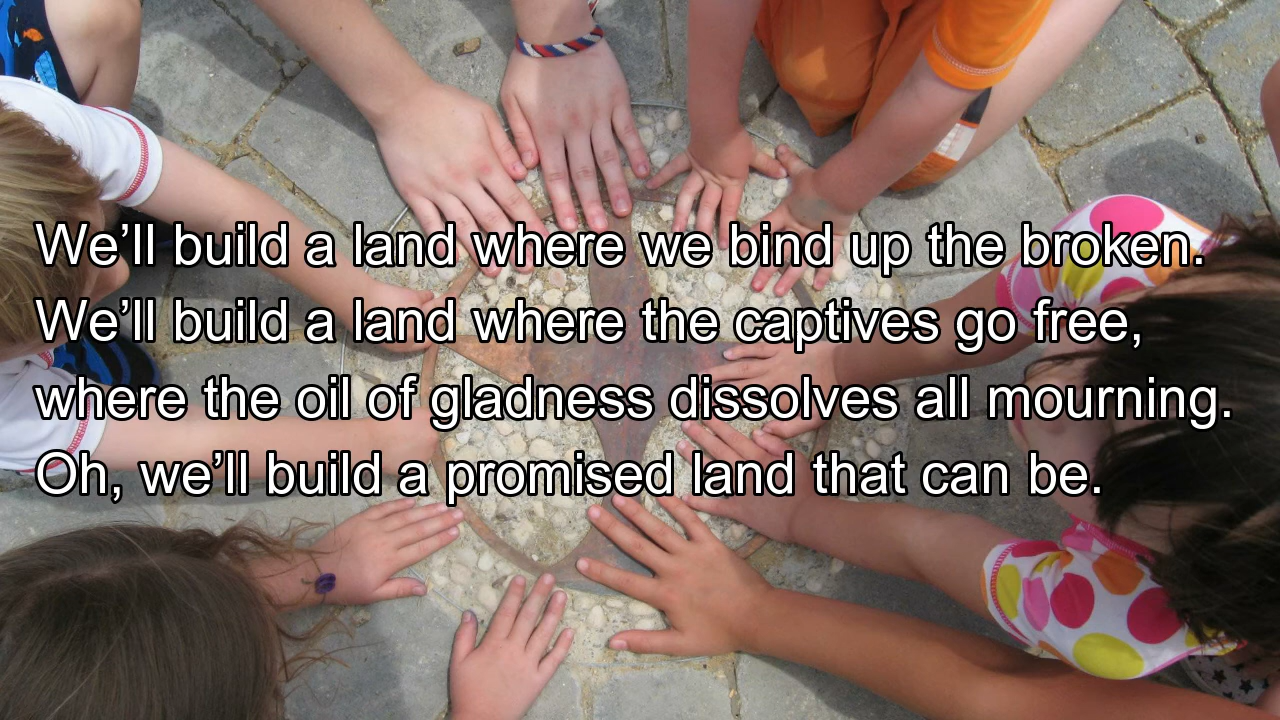 We’ll build a land where we bind up the broken.
We’ll build a land where the captives go free,
where the oil of gladness dissolves all mourning.
Oh, we’ll build a promised land that can be.